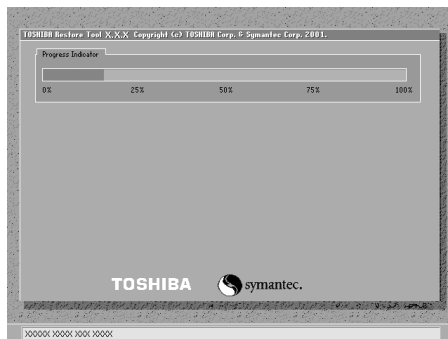 TOSHIBA Restore Tool X.X.X Copyright (c) TOSHIBA Corp. & Symantec Corp. 2001.
Progress Indicator
0% 25% 50% 75% 100%
TOSHIBA symantec.
XXXXX XXXX XXX XXXX